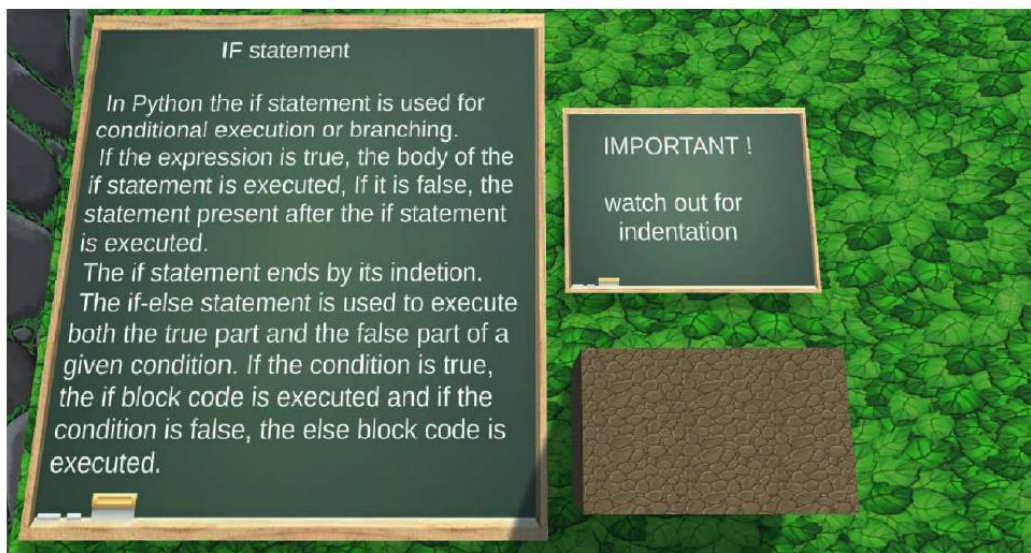 IF statement
In Python the if statement is used for
conditional execution or branching.
If the expression is true, the body of the
if statement is executed, If it is false, the
statement present after the if statement
is executed.
The if statement ends by its indetion.
The if-else statement is used to execute
both the true part and the false part of a
given condition. If the condition is true,
the if block code is executed and if the
condition is false, the else block code is
executed.
IMPORTANT !
watch out for
indentation